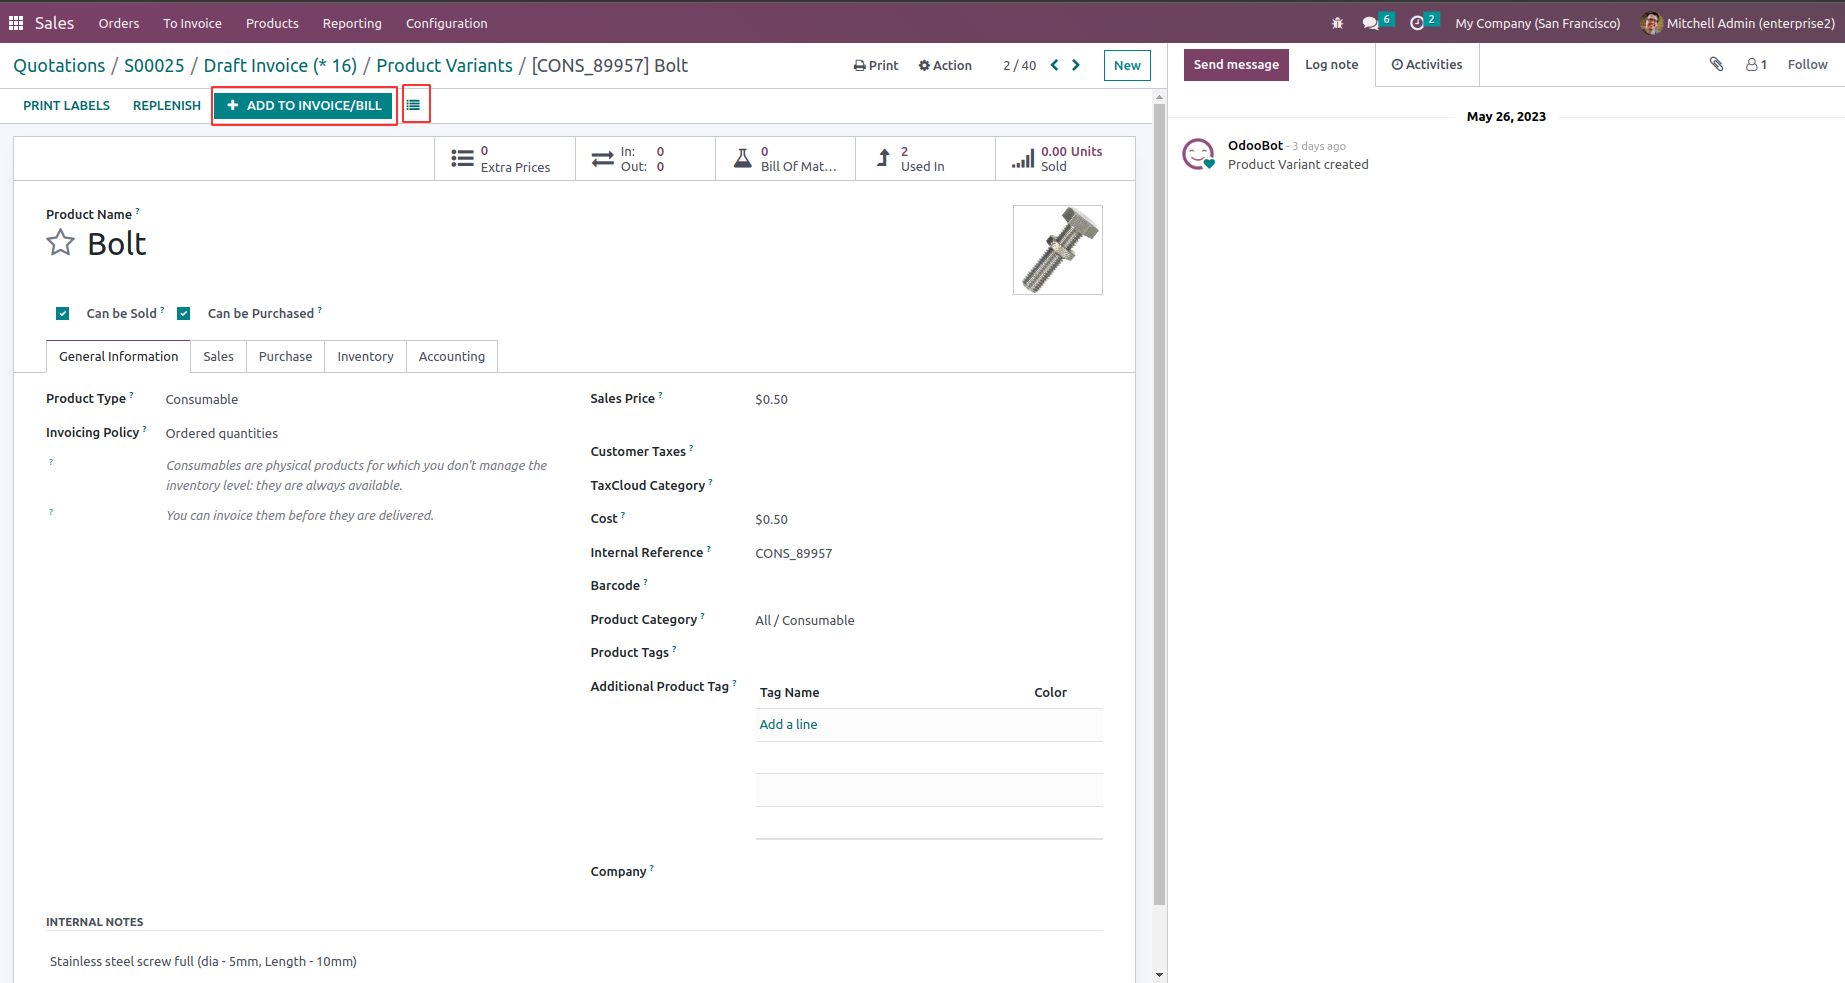 Sales Orders To Invoice Products Reporting Configuration 6 2 My Company (San Francisco) Mitchell Admin (enterprise2)
Quotations / S00025 / Draft Invoice (* 16) / Product Variants / [CONS_89957] Bolt Print Action 2 / 40 New
PRINT LABELS REPLENISH + ADD TO INVOICE/BILL
0
Extra Prices
In: 0
Out: 0
0
Bill Of Mat...
2
Used In
0.00 Units
Sold
Product Name ?
Bolt
Can be Sold ? Can be Purchased ?
General Information Sales Purchase Inventory Accounting
Product Type ? Consumable
Invoicing Policy ? Ordered quantities
? Consumables are physical products for which you don't manage the
inventory level: they are always available.
? You can invoice them before they are delivered.
Sales Price ? $0.50
Customer Taxes ?
TaxCloud Category ?
Cost ? $0.50
Internal Reference ? CONS_89957
Barcode ?
Product Category ? All / Consumable
Product Tags ?
Additional Product Tag ? Tag Name Color
Add a line
Company ?
INTERNAL NOTES
Stainless steel screw full (dia - 5mm, Length - 10mm)
Send message Log note Activities 1 Follow
May 26, 2023
OdooBot - 3 days ago
Product Variant created